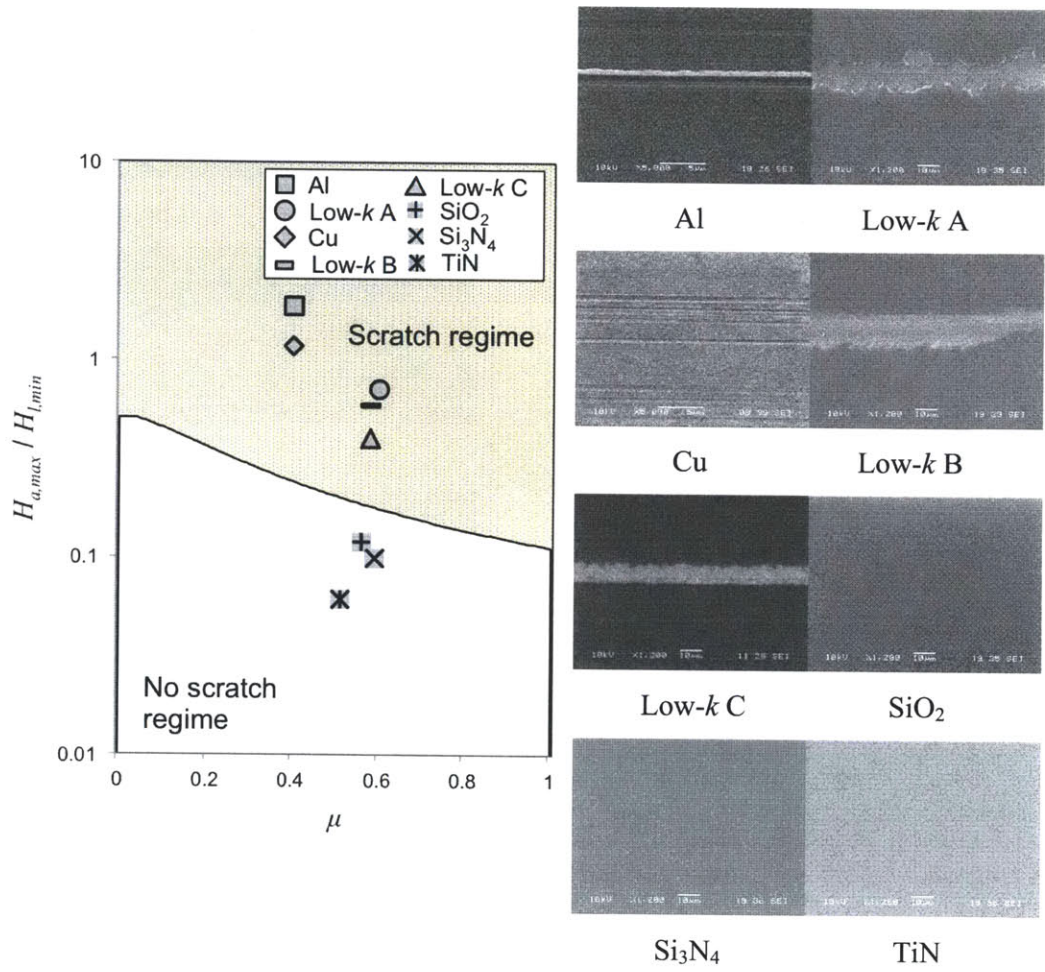 10
1
0.1
0.01
H_{a,max} / H_{l,min}
0
0.2
0.4
0.6
0.8
1
μ
Al
Low-k A
Cu
Low-k B
Low-k C
SiO₂
Si₃N₄
TiN
Scratch regime
No scratch
regime
Al
Low-k A
Cu
Low-k B
Low-k C
SiO₂
Si₃N₄
TiN